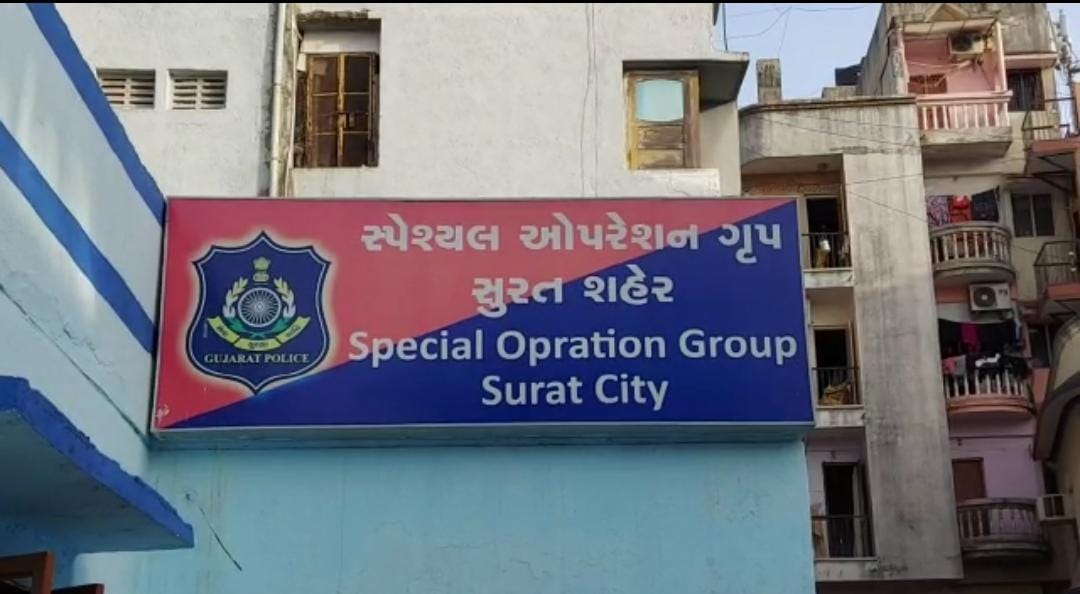 સ્પેશ્યલ ઓપરેશન ગૃપ
સુરત શહેર
Special Opration Group
Surat City
GUJARAT POLICE